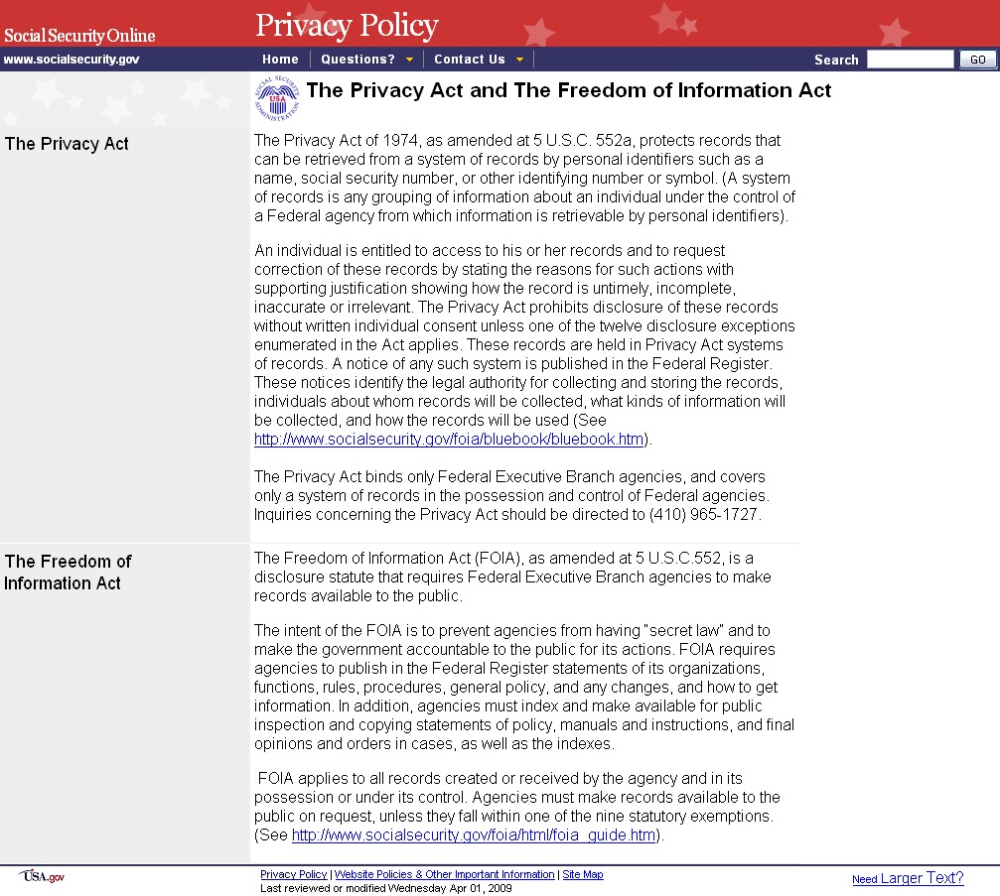 Social Security Online
Privacy Policy
www.socialsecurity.gov
Home
Questions?
Contact Us
Search
GO
SOCIAL SECURITY ADMINISTRATION
USA
The Privacy Act and The Freedom of Information Act
The Privacy Act
The Privacy Act of 1974, as amended at 5 U.S.C. 552a, protects records that
can be retrieved from a system of records by personal identifiers such as a
name, social security number, or other identifying number or symbol. (A system
of records is any grouping of information about an individual under the control of
a Federal agency from which information is retrievable by personal identifiers).
An individual is entitled to access to his or her records and to request
correction of these records by stating the reasons for such actions with
supporting justification showing how the record is untimely, incomplete,
inaccurate or irrelevant. The Privacy Act prohibits disclosure of these records
without written individual consent unless one of the twelve disclosure exceptions
enumerated in the Act applies. These records are held in Privacy Act systems
of records. A notice of any such system is published in the Federal Register.
These notices identify the legal authority for collecting and storing the records,
individuals about whom records will be collected, what kinds of information will
be collected, and how the records will be used (See
http://www.socialsecurity.gov/foia/bluebook/bluebook.htm).
The Privacy Act binds only Federal Executive Branch agencies, and covers
only a system of records in the possession and control of Federal agencies.
Inquiries concerning the Privacy Act should be directed to (410) 965-1727.
The Freedom of
Information Act
The Freedom of Information Act (FOIA), as amended at 5 U.S.C.552, is a
disclosure statute that requires Federal Executive Branch agencies to make
records available to the public.
The intent of the FOIA is to prevent agencies from having "secret law" and to
make the government accountable to the public for its actions. FOIA requires
agencies to publish in the Federal Register statements of its organizations,
functions, rules, procedures, general policy, and any changes, and how to get
information. In addition, agencies must index and make available for public
inspection and copying statements of policy, manuals and instructions, and final
opinions and orders in cases, as well as the indexes.
FOIA applies to all records created or received by the agency and in its
possession or under its control. Agencies must make records available to the
public on request, unless they fall within one of the nine statutory exemptions.
(See http://www.socialsecurity.gov/foia/html/foia_guide.htm).
USA.gov
Privacy Policy | Website Policies & Other Important Information | Site Map
Last reviewed or modified Wednesday Apr 01, 2009
Need Larger Text?